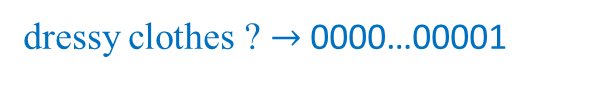 dressy clothes ? → 0000...00001